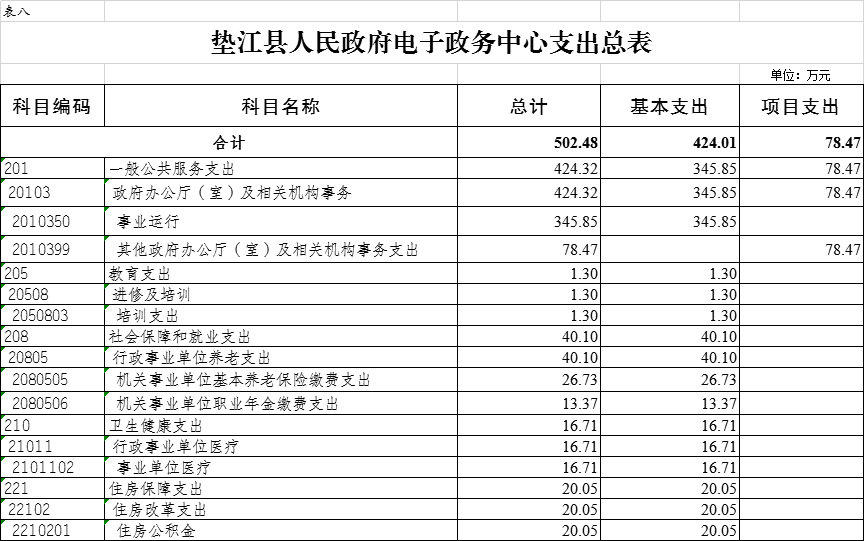 表八
垫江县人民政府电子政务中心支出总表
单位：万元
科目编码 科目名称 总计 基本支出 项目支出
合计 502.48 424.01 78.47
201 一般公共服务支出 424.32 345.85 78.47
20103 政府办公厅（室）及相关机构事务 424.32 345.85 78.47
2010350 事业运行 345.85 345.85
2010399 其他政府办公厅（室）及相关机构事务支出 78.47 78.47
205 教育支出 1.30 1.30
20508 进修及培训 1.30 1.30
2050803 培训支出 1.30 1.30
208 社会保障和就业支出 40.10 40.10
20805 行政事业单位养老支出 40.10 40.10
2080505 机关事业单位基本养老保险缴费支出 26.73 26.73
2080506 机关事业单位职业年金缴费支出 13.37 13.37
210 卫生健康支出 16.71 16.71
21011 行政事业单位医疗 16.71 16.71
2101102 事业单位医疗 16.71 16.71
221 住房保障支出 20.05 20.05
22102 住房改革支出 20.05 20.05
2210201 住房公积金 20.05 20.05